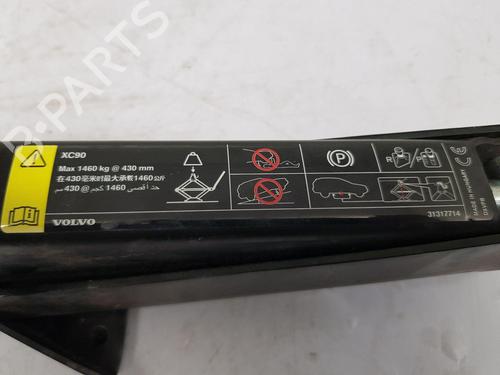 B-PARTS
XC90
Max 1460 kg @ 430 mm
在430毫米时最大承载1460公斤
حد أقصى 1460 كجم @ 430 مم
VOLVO
P
R
P
31317714
MADE IN HUNGARY